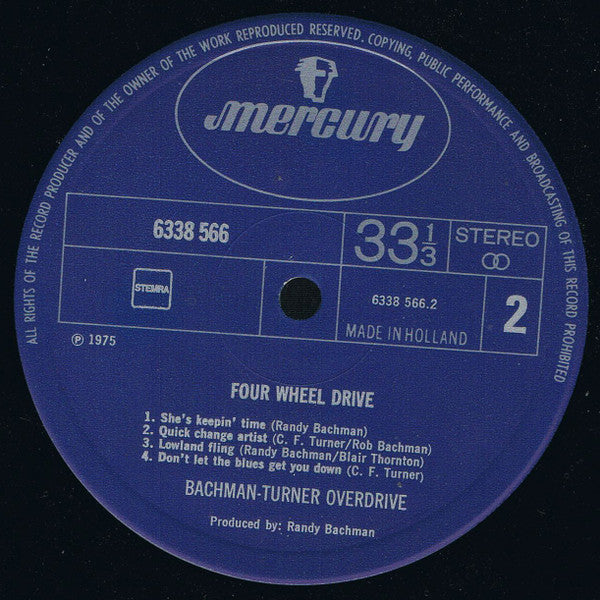 ALL RIGHTS OF THE RECORD PRODUCER AND OF THE OWNER OF THE WORK REPRODUCED RESERVED. COPYING, PUBLIC PERFORMANCE AND BROADCASTING OF THIS RECORD PROHIBITED
mercury
6338 566
33 1/3
STEREO
STEMRA
6338 566.2
2
MADE IN HOLLAND
℗ 1975
FOUR WHEEL DRIVE
1. She's keepin' time (Randy Bachman)
2. Quick change artist (C. F. Turner/Rob Bachman)
3. Lowland fling (Randy Bachman/Blair Thornton)
4. Don't let the blues get you down (C. F. Turner)
BACHMAN-TURNER OVERDRIVE
Produced by: Randy Bachman